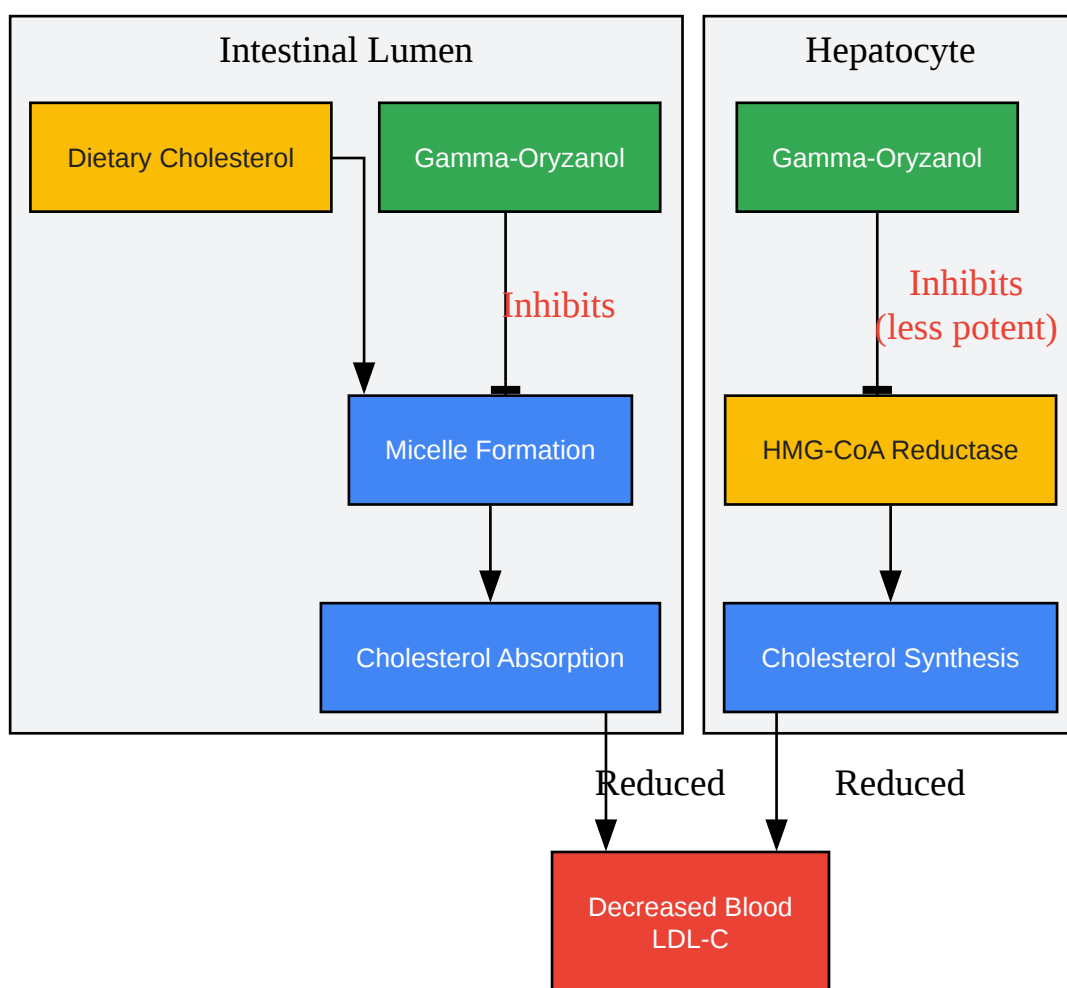 Intestinal Lumen
Hepatocyte
Dietary Cholesterol
Gamma-Oryzanol
Gamma-Oryzanol
Inhibits
Inhibits
(less potent)
Micelle Formation
HMG-CoA Reductase
Cholesterol Absorption
Cholesterol Synthesis
Reduced
Reduced
Decreased Blood
LDL-C